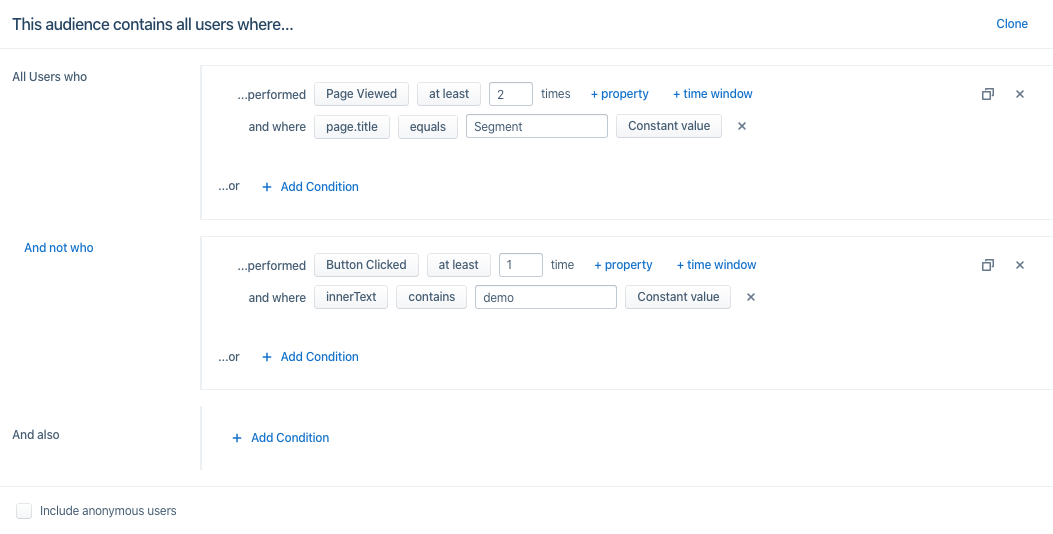 This audience contains all users where... Clone
All Users who
...performed Page Viewed at least 2 times + property + time window
and where page.title equals Segment Constant value ×
...or + Add Condition
And not who
...performed Button Clicked at least 1 time + property + time window
and where innerText contains demo Constant value ×
...or + Add Condition
And also
+ Add Condition
Include anonymous users